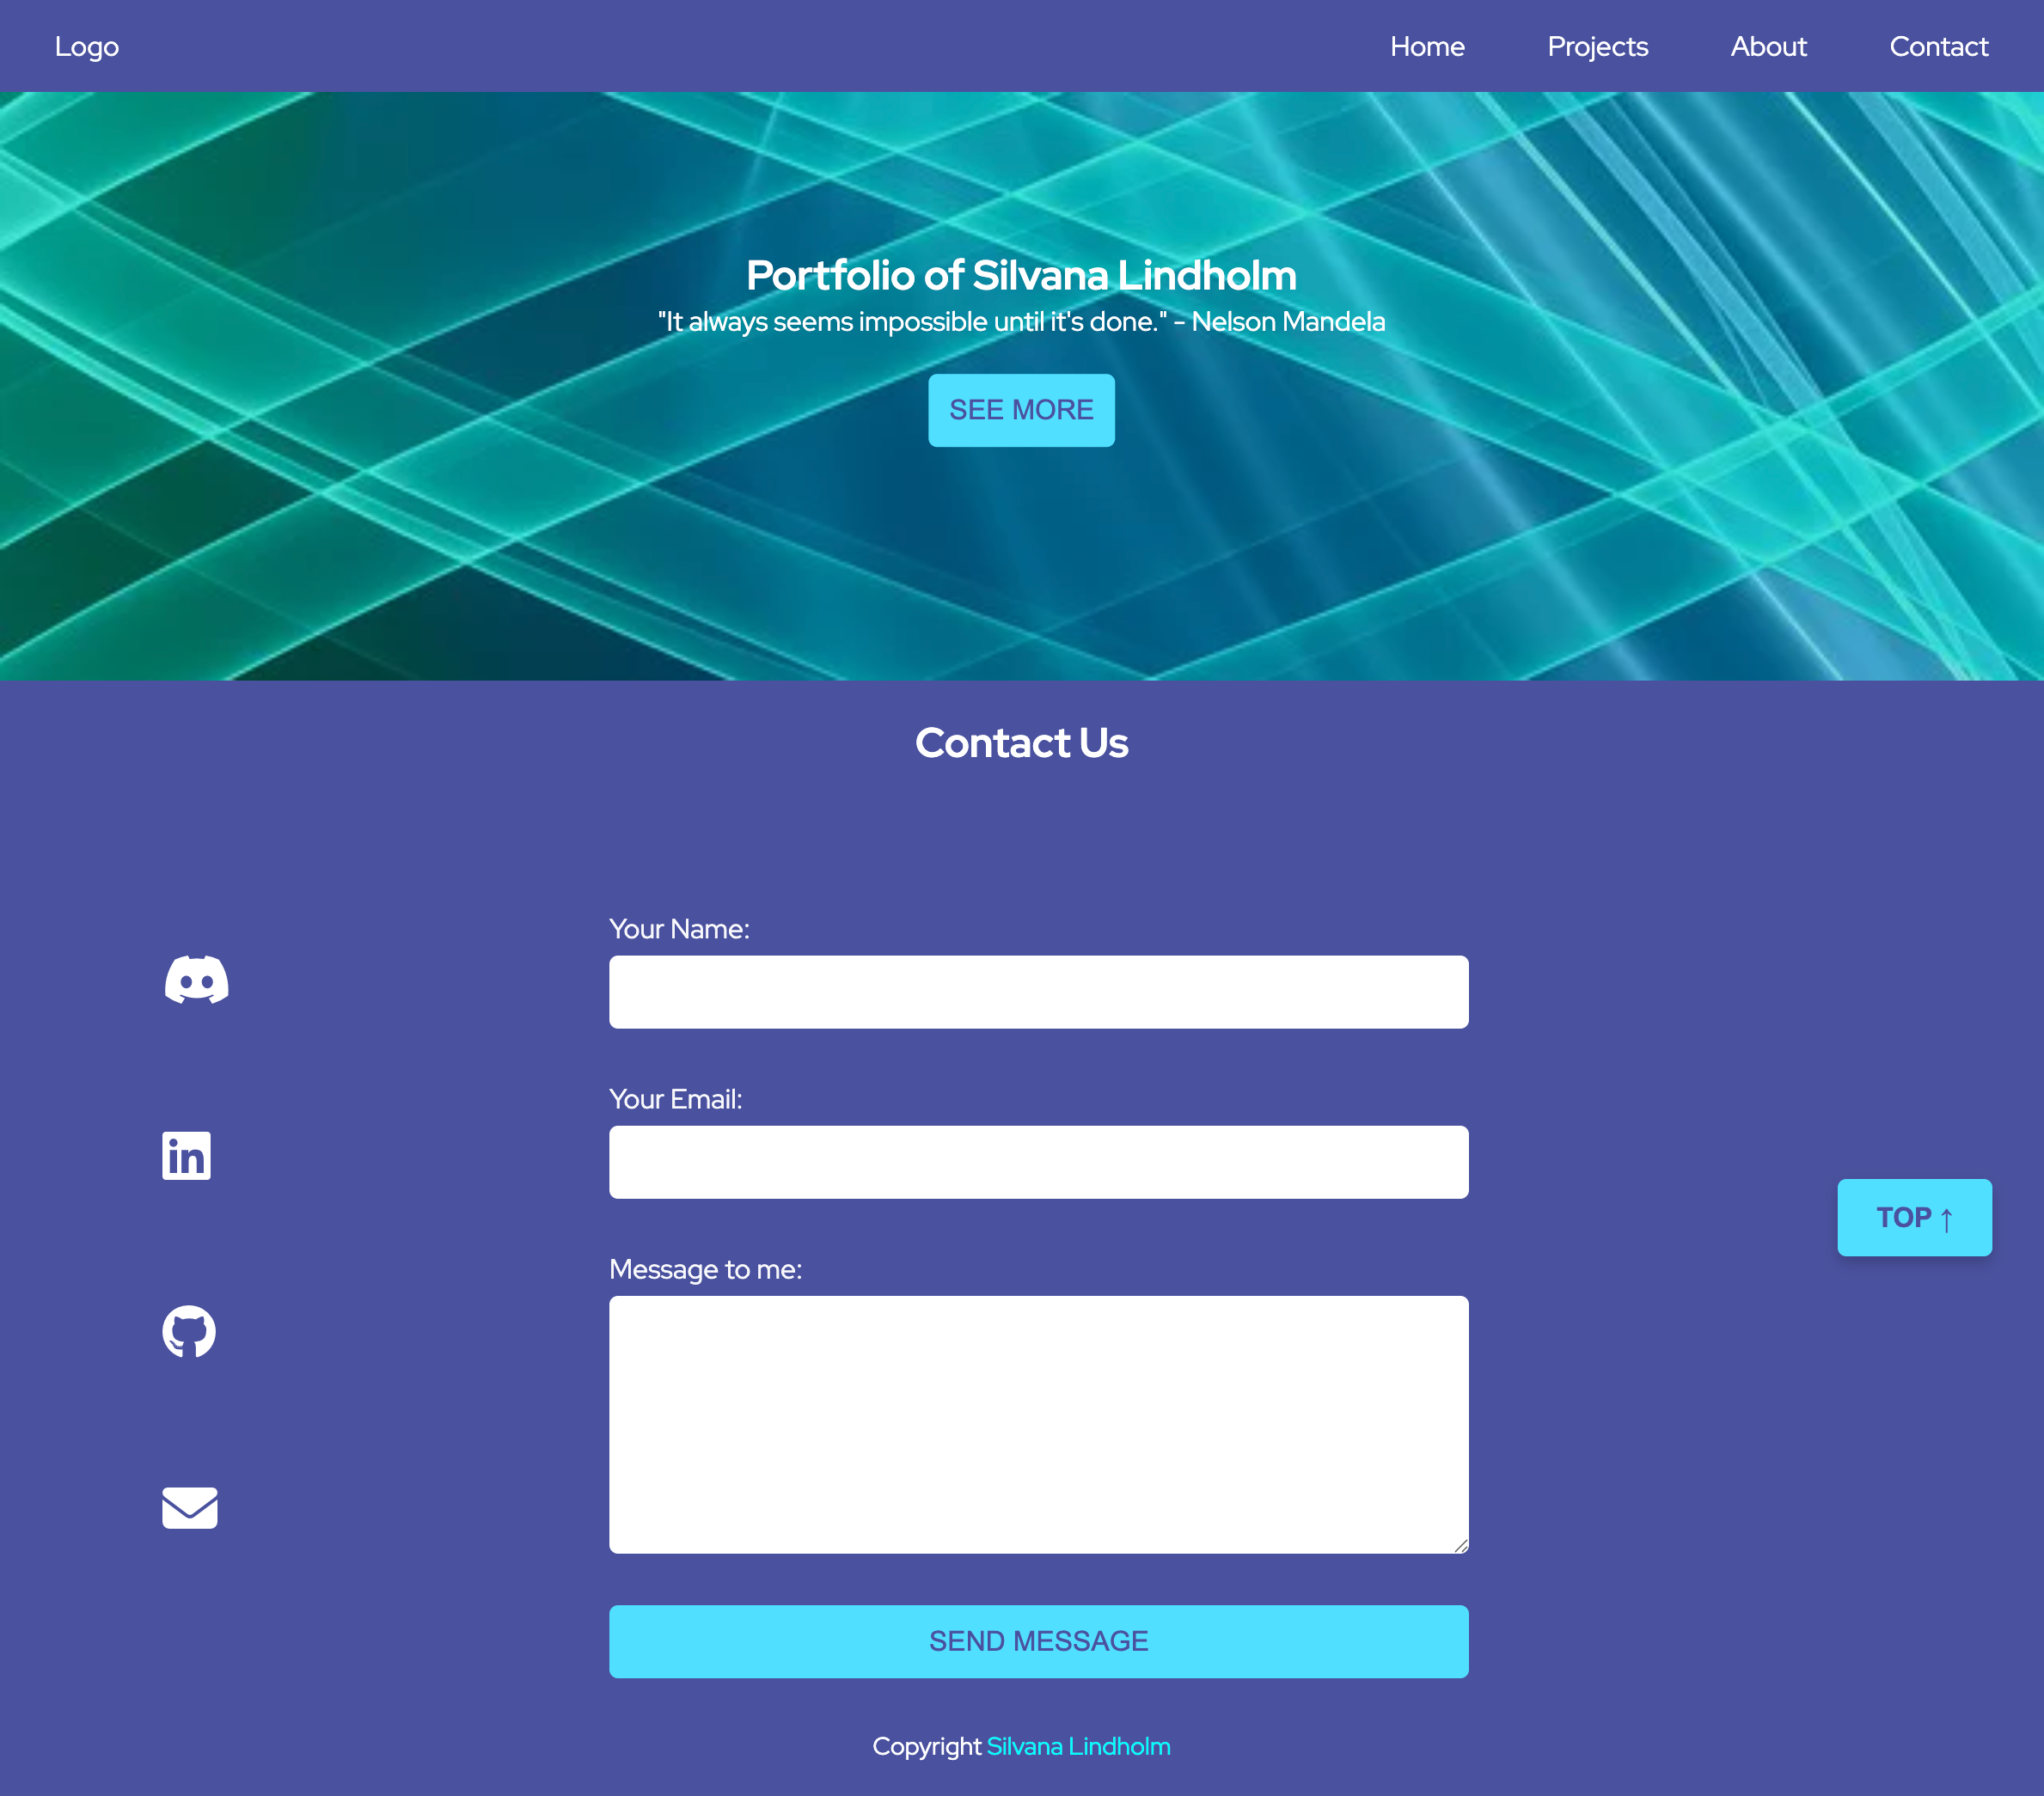 Logo
Home Projects About Contact
Portfolio of Silvana Lindholm
"It always seems impossible until it's done." - Nelson Mandela
SEE MORE
Contact Us
Your Name:
in
Your Email:
TOP ↑
Message to me:
SEND MESSAGE
Copyright Silvana Lindholm